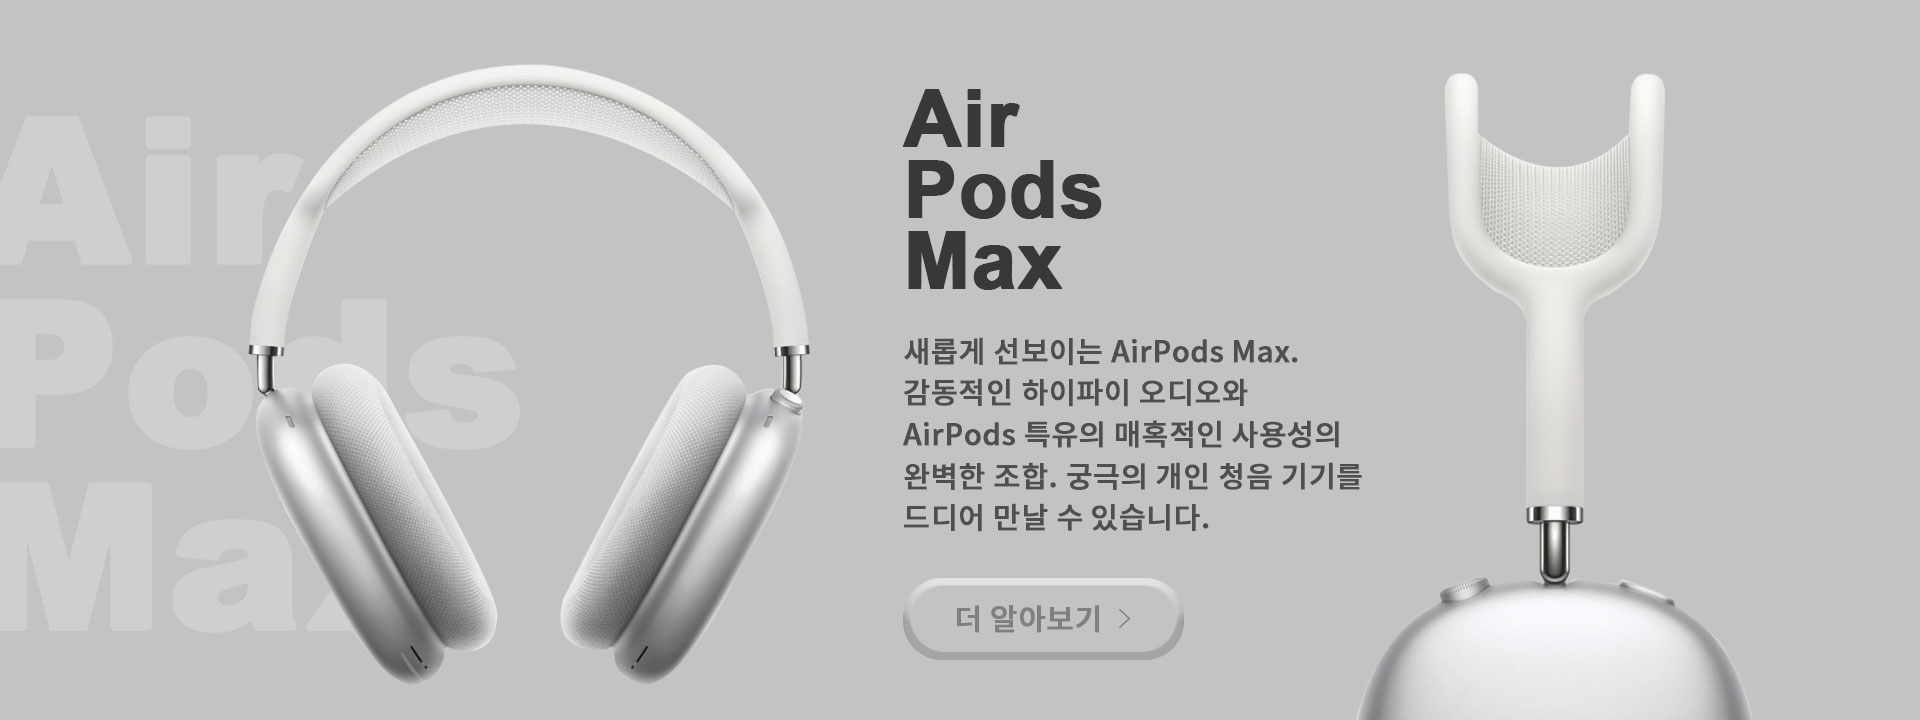 Air
Pods
Max
Air
Pods
Max
새롭게 선보이는 AirPods Max.
감동적인 하이파이 오디오와
AirPods 특유의 매혹적인 사용성의
완벽한 조합. 궁극의 개인 청음 기기를
드디어 만날 수 있습니다.
더 알아보기 >